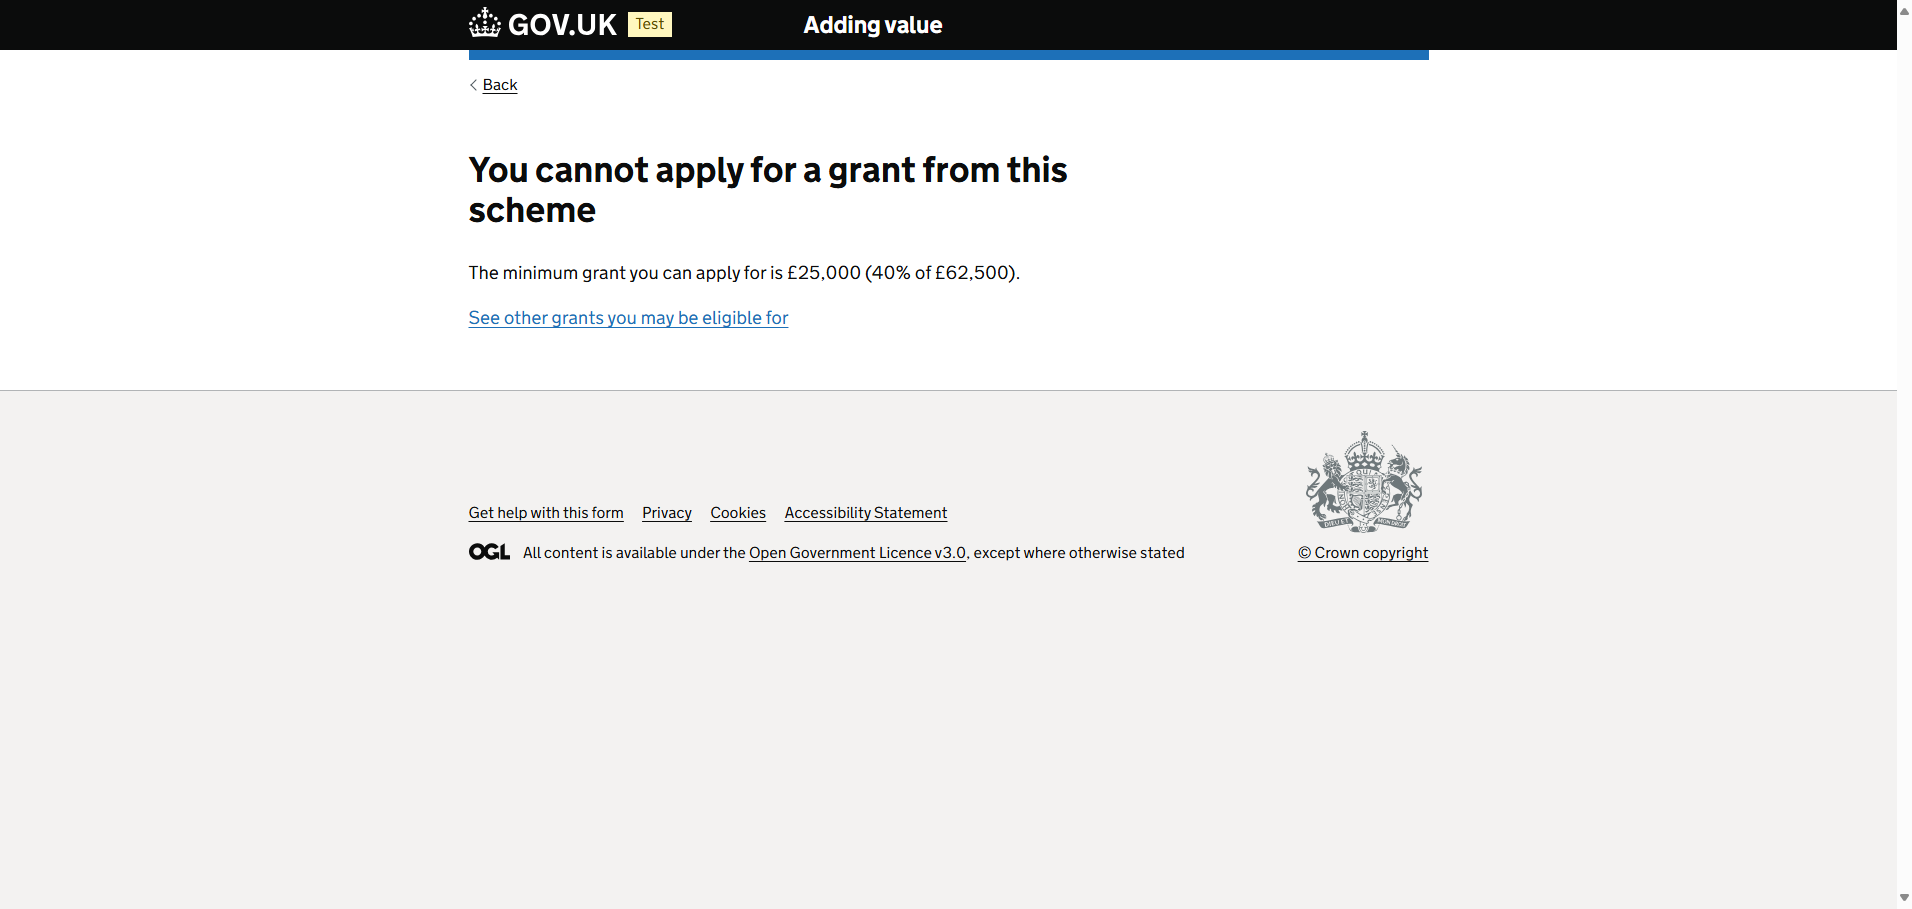 GOV.UK Test Adding value
Back
You cannot apply for a grant from this
scheme
The minimum grant you can apply for is £25,000 (40% of £62,500).
See other grants you may be eligible for
Get help with this form Privacy Cookies Accessibility Statement
OGL All content is available under the Open Government Licence v3.0, except where otherwise stated
© Crown copyright